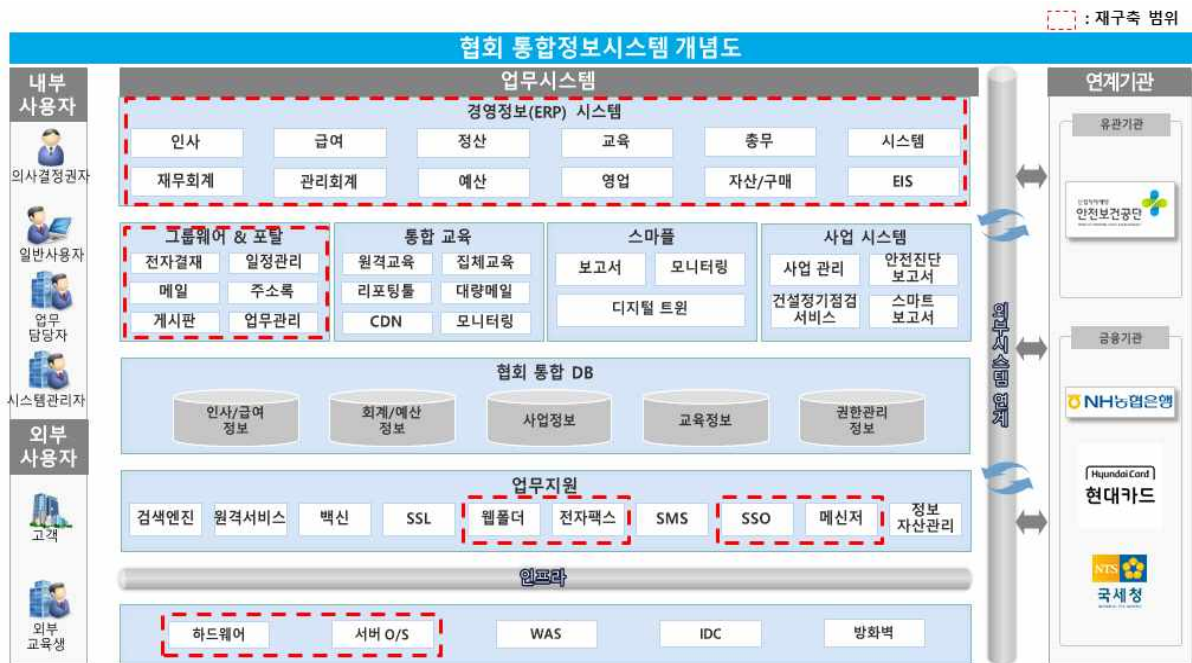 : 재구축 범위
협회 통합정보시스템 개념도
내부
사용자
의사결정권자
일반사용자
업무
담당자
시스템관리자
외부
사용자
고객
외부
교육생
업무시스템
경영정보(ERP) 시스템
인사 급여 정산 교육 총무 시스템
재무회계 관리회계 예산 영업 자산/구매 EIS
그룹웨어 & 포탈
전자결재 일정관리
메일 주소록
게시판 업무관리
통합 교육
원격교육 집체교육
리포팅툴 대량메일
CDN 모니터링
스마플
보고서 모니터링
디지털 트윈
사업 시스템
사업 관리 안전진단
보고서
건설정기점검
서비스 스마트
보고서
협회 통합 DB
인사/급여
정보
회계/예산
정보
사업정보
교육정보
권한관리
정보
업무지원
검색엔진 원격서비스 백신 SSL 웹폴더 전자팩스 SMS SSO 메신저 정보
자산관리
인프라
하드웨어 서버 O/S WAS IDC 방화벽
외부시스템 연계
연계기관
유관기관
안전보건공단
금융기관
NH농협은행
HyundaiCard
현대카드
NTS
국세청